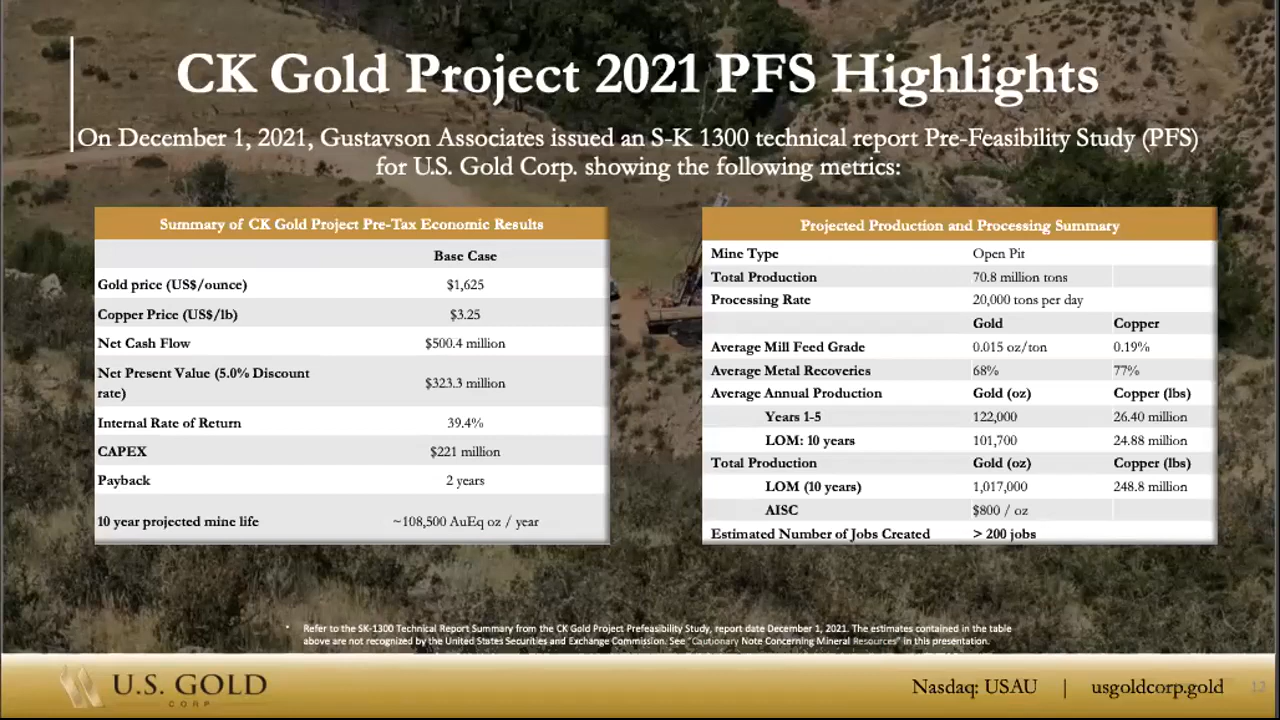 CK Gold Project 2021 PFS Highlights
On December 1, 2021, Gustavson Associates issued an S-K 1300 technical report Pre-Feasibility Study (PFS)
for U.S. Gold Corp. showing the following metrics:
Summary of CK Gold Project Pre-Tax Economic Results
Base Case
Gold price (US$/ounce) $1,625
Copper Price (US$/lb) $3.25
Net Cash Flow $500.4 million
Net Present Value (5.0% Discount
rate) $323.3 million
Internal Rate of Return 39.4%
CAPEX $221 million
Payback 2 years
10 year projected mine life ~108,500 AuEq oz / year
Projected Production and Processing Summary
Mine Type Open Pit
Total Production 70.8 million tons
Processing Rate 20,000 tons per day
Gold Copper
Average Mill Feed Grade 0.015 oz/ton 0.19%
Average Metal Recoveries 68% 77%
Average Annual Production Gold (oz) Copper (lbs)
Years 1-5 122,000 26.40 million
LOM: 10 years 101,700 24.88 million
Total Production Gold (oz) Copper (lbs)
LOM (10 years) 1,017,000 248.8 million
AISC $800 / oz
Estimated Number of Jobs Created > 200 jobs
• Refer to the SK-1300 Technical Report Summary from the CK Gold Project Prefeasibility Study, report date December 1, 2021. The estimates contained in the table
above are not recognized by the United States Securities and Exchange Commission. See "Cautionary Note Concerning Mineral Resources" in this presentation.
U.S. GOLD
CORP
Nasdaq: USAU | usgoldcorp.gold 12